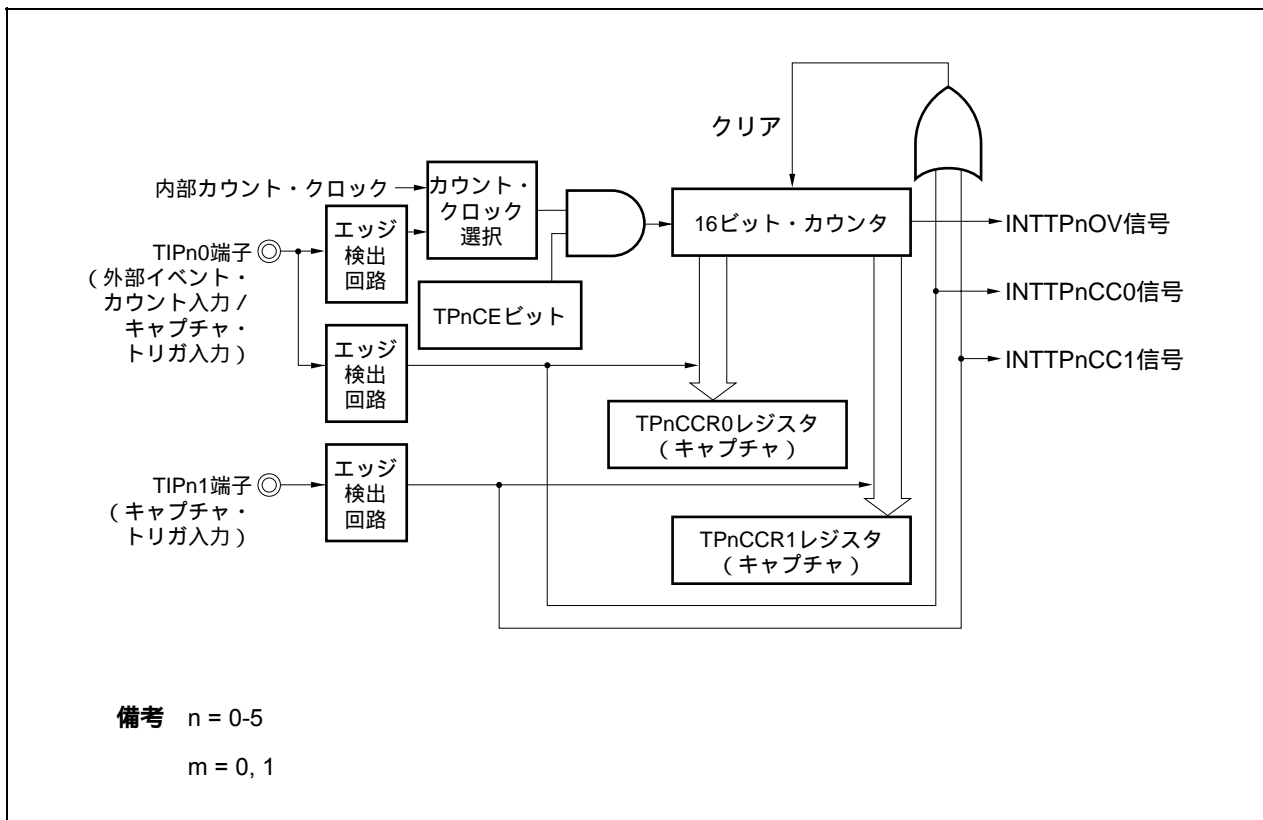 クリア
内部カウント・クロック
カウント・
クロック
選択
16ビット・カウンタ
INTTPnOV信号
TIPn0端子
（外部イベント・
カウント入力／
キャプチャ・
トリガ入力）
エッジ
検出
回路
TPnCEビット
INTTPnCC0信号
エッジ
検出
回路
INTTPnCC1信号
TPnCCR0レジスタ
（キャプチャ）
TIPn1端子
（キャプチャ・
トリガ入力）
エッジ
検出
回路
TPnCCR1レジスタ
（キャプチャ）
備考 n = 0-5
m = 0, 1